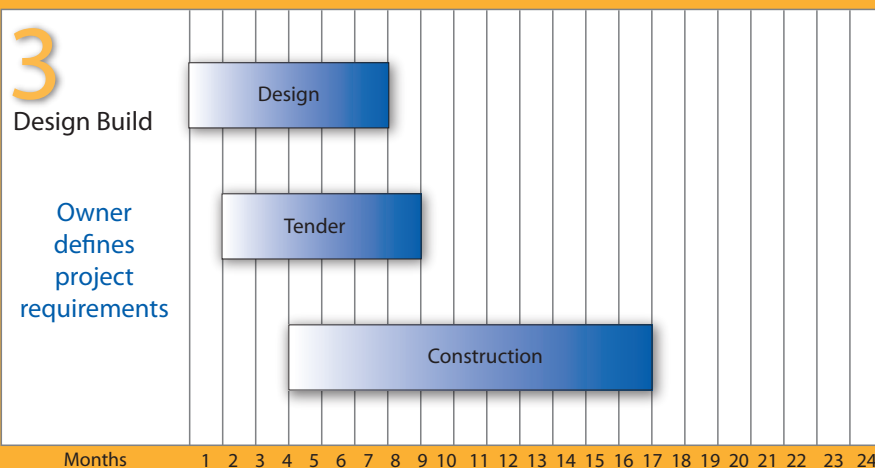 3
Design Build
Owner
defines
project
requirements
Design
Tender
Construction
Months 1 2 3 4 5 6 7 8 9 10 11 12 13 14 15 16 17 18 19 20 21 22 23 24